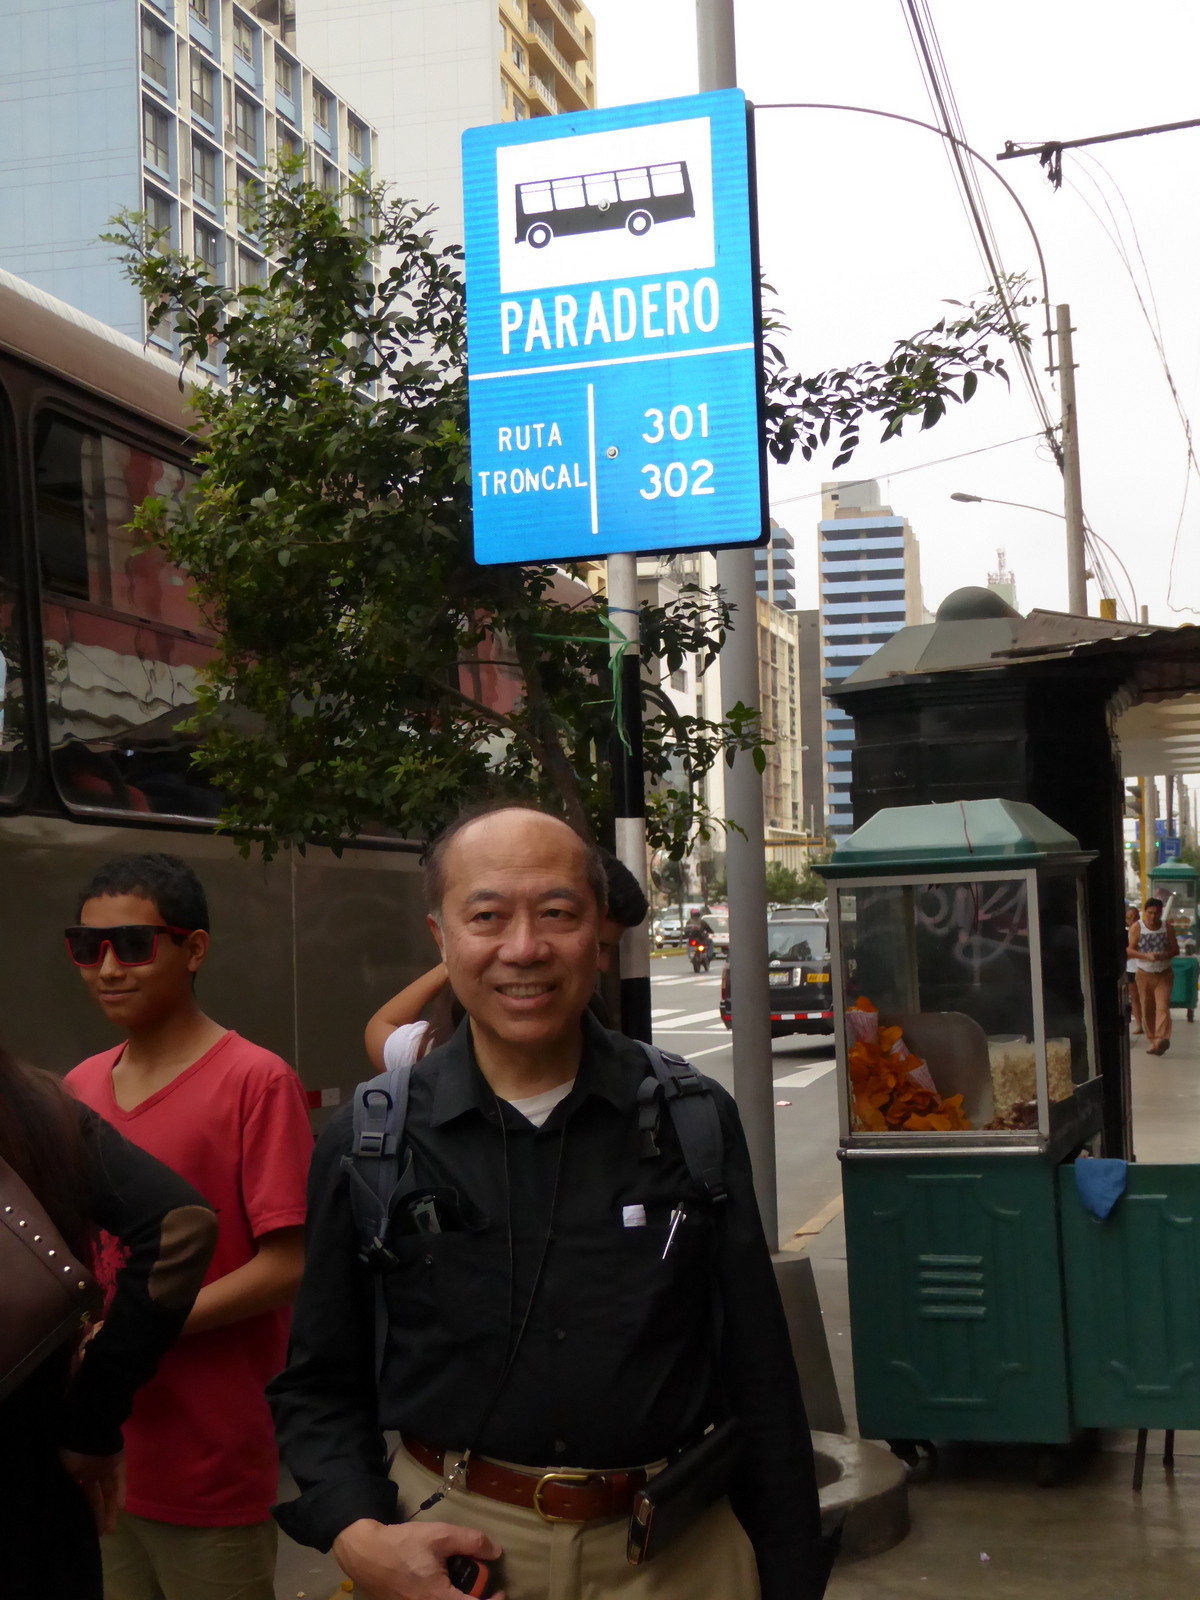 PARADERO
RUTA
TRONCAL
301
302